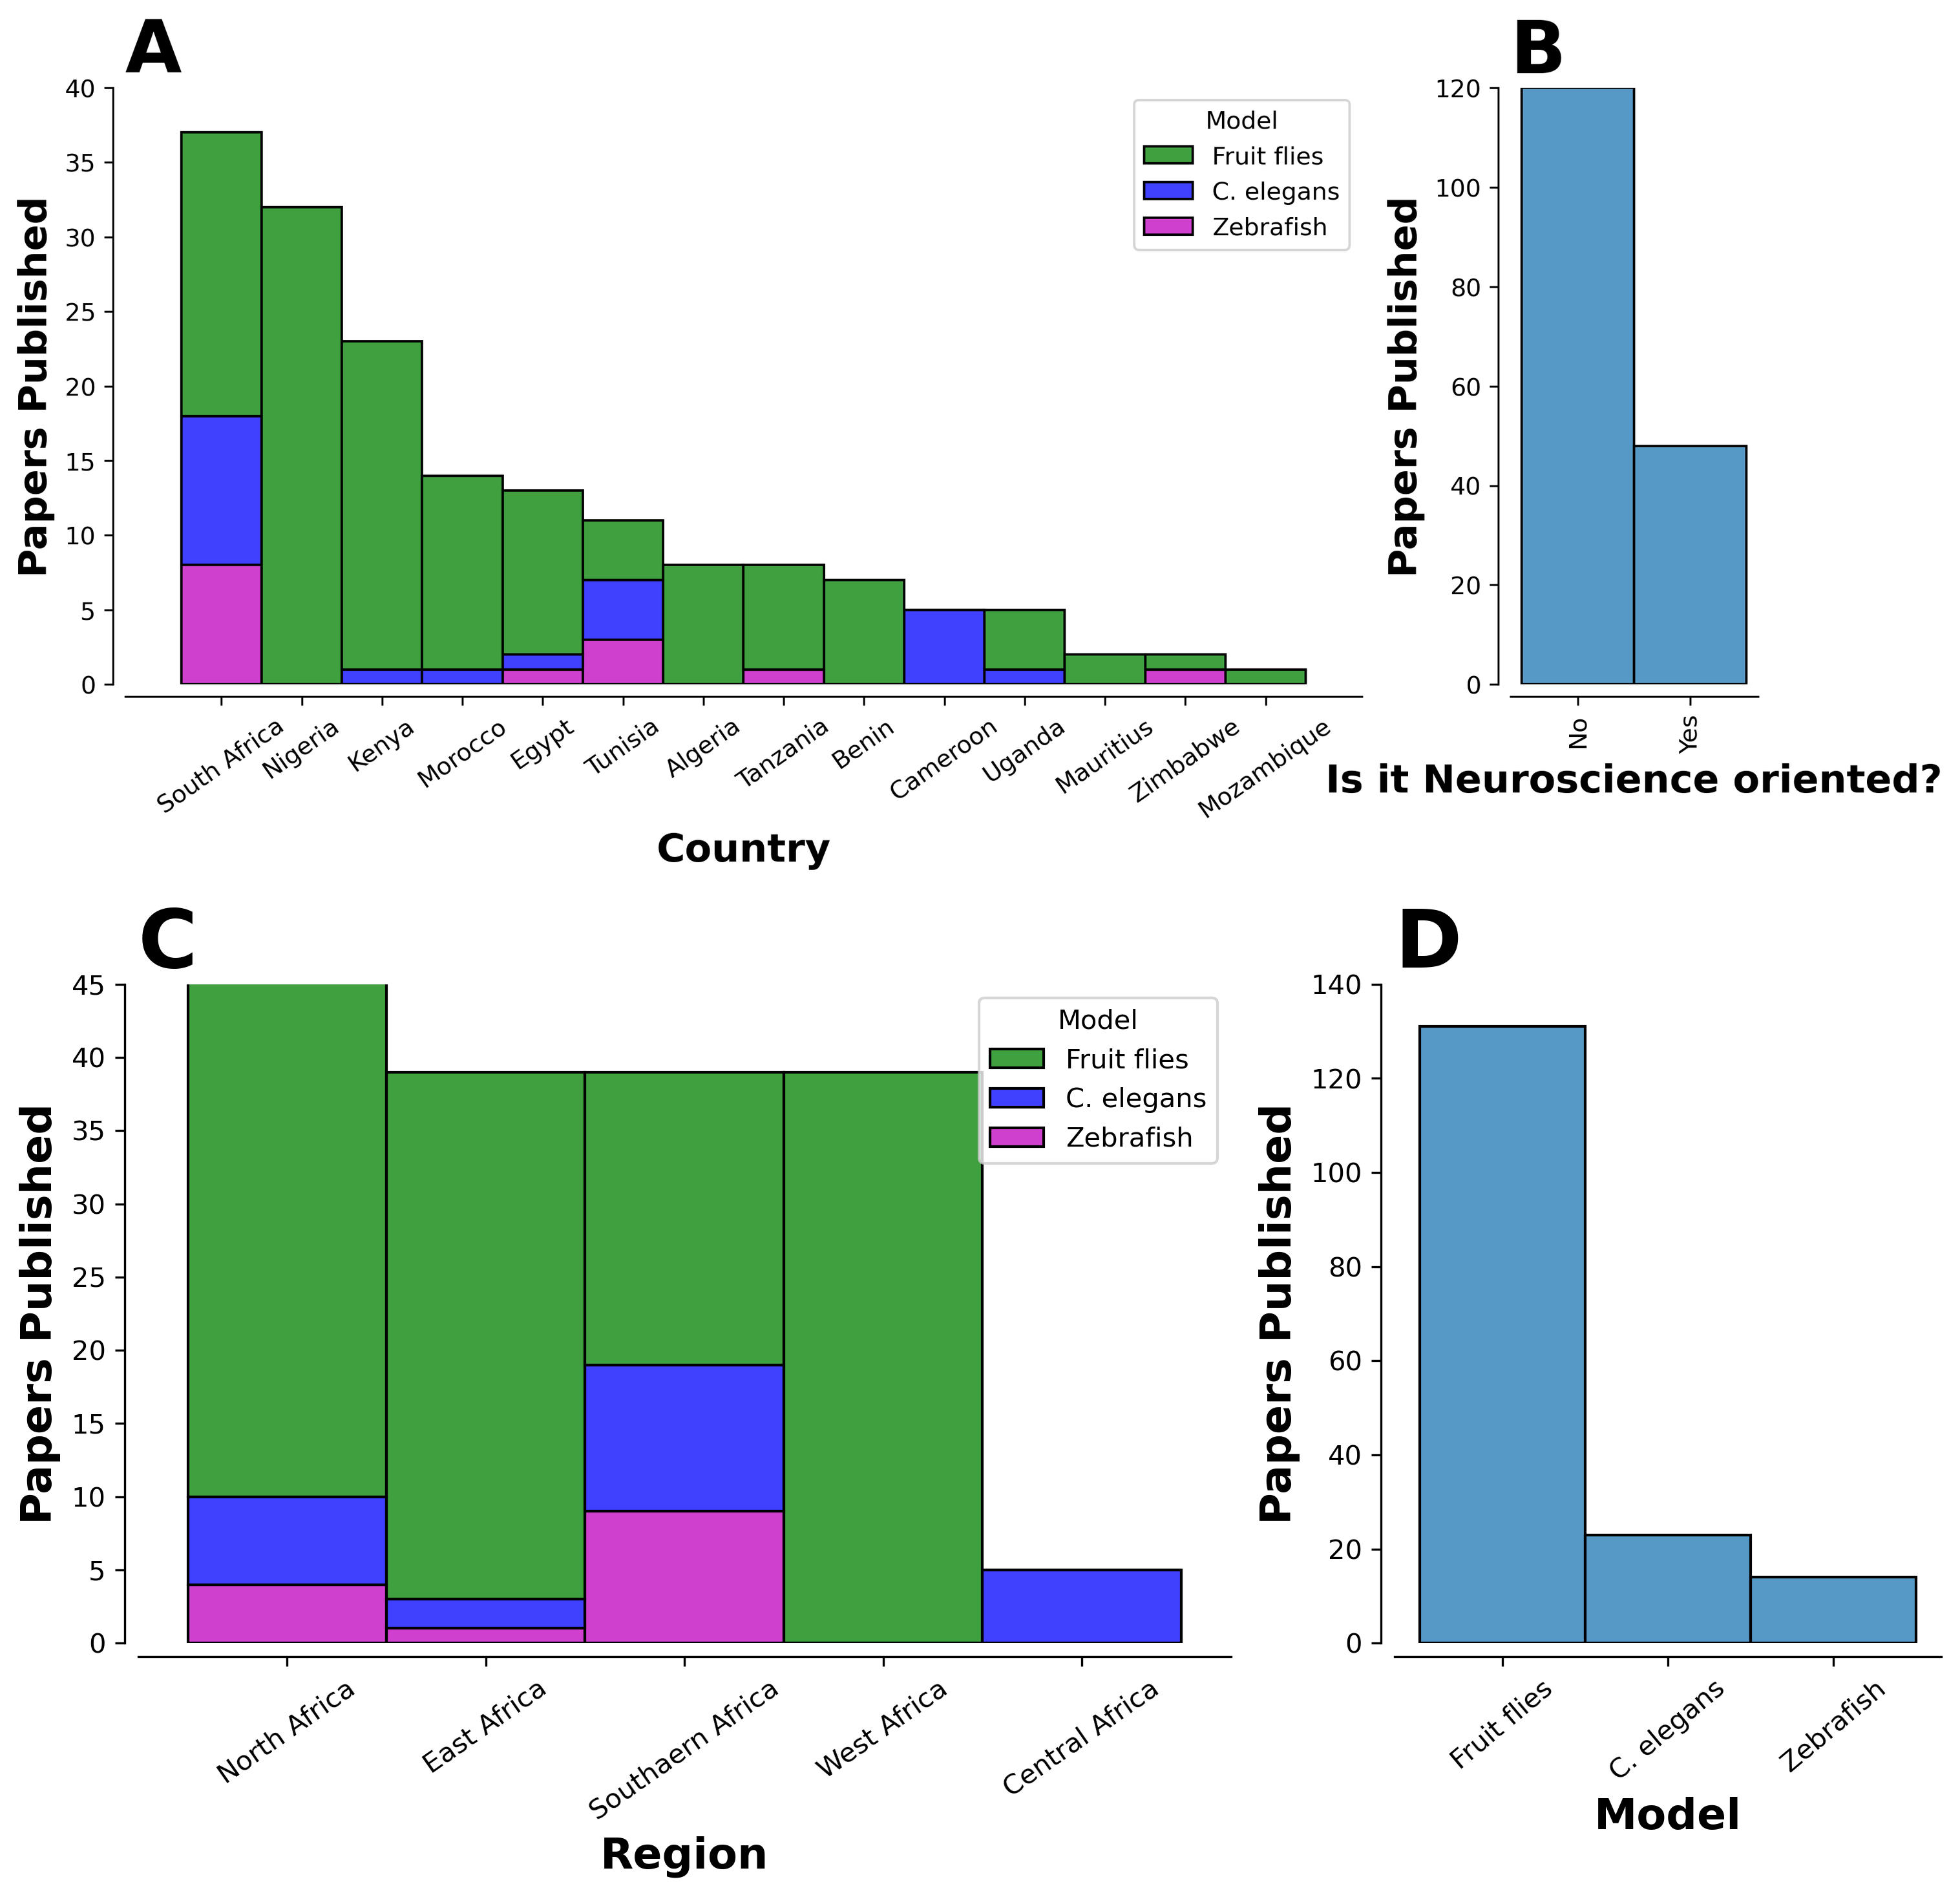 A
Papers Published
40
35
30
25
20
15
10
5
0
Model
Fruit flies
C. elegans
Zebrafish
South Africa
Nigeria
Kenya
Morocco
Egypt
Tunisia
Algeria
Tanzania
Benin
Cameroon
Uganda
Mauritius
Zimbabwe
Mozambique
Country
B
Papers Published
120
100
80
60
40
20
0
No
Yes
Is it Neuroscience oriented?
C
Papers Published
45
40
35
30
25
20
15
10
5
0
Model
Fruit flies
C. elegans
Zebrafish
North Africa
East Africa
Southaern Africa
West Africa
Central Africa
Region
D
Papers Published
140
120
100
80
60
40
20
0
Fruit flies
C. elegans
Zebrafish
Model